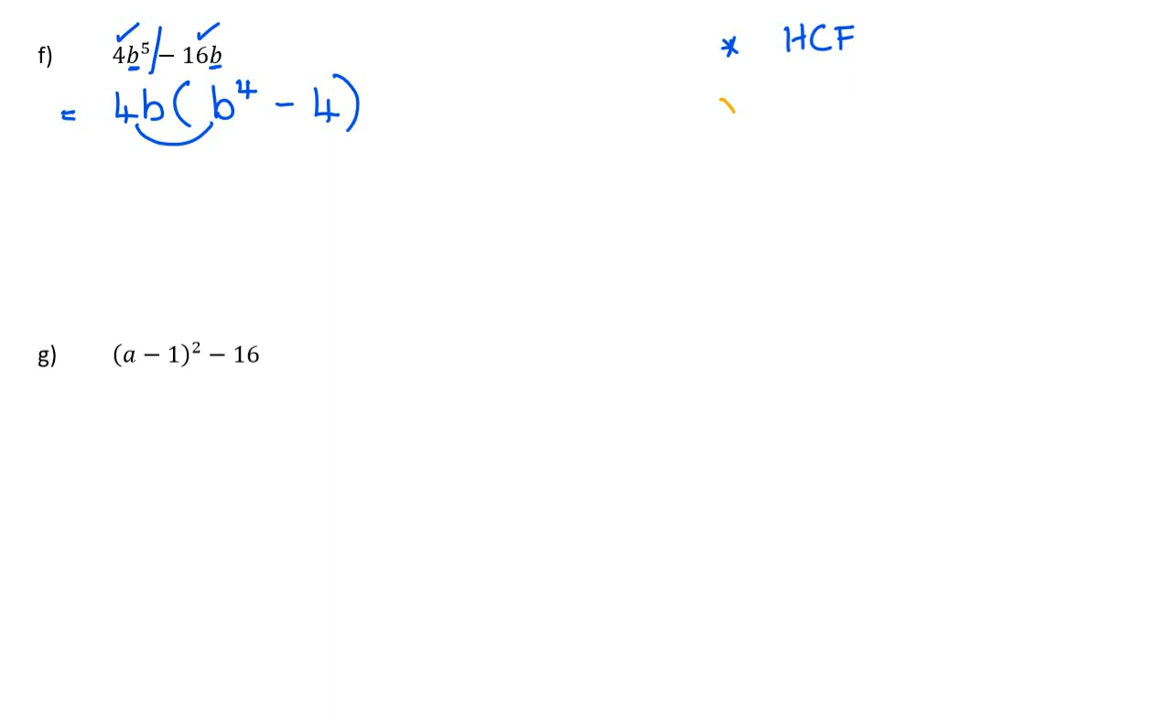 f) 4b⁵ − 16b
= 4b(b⁴ − 4)
* HCF
g) (a − 1)² − 16